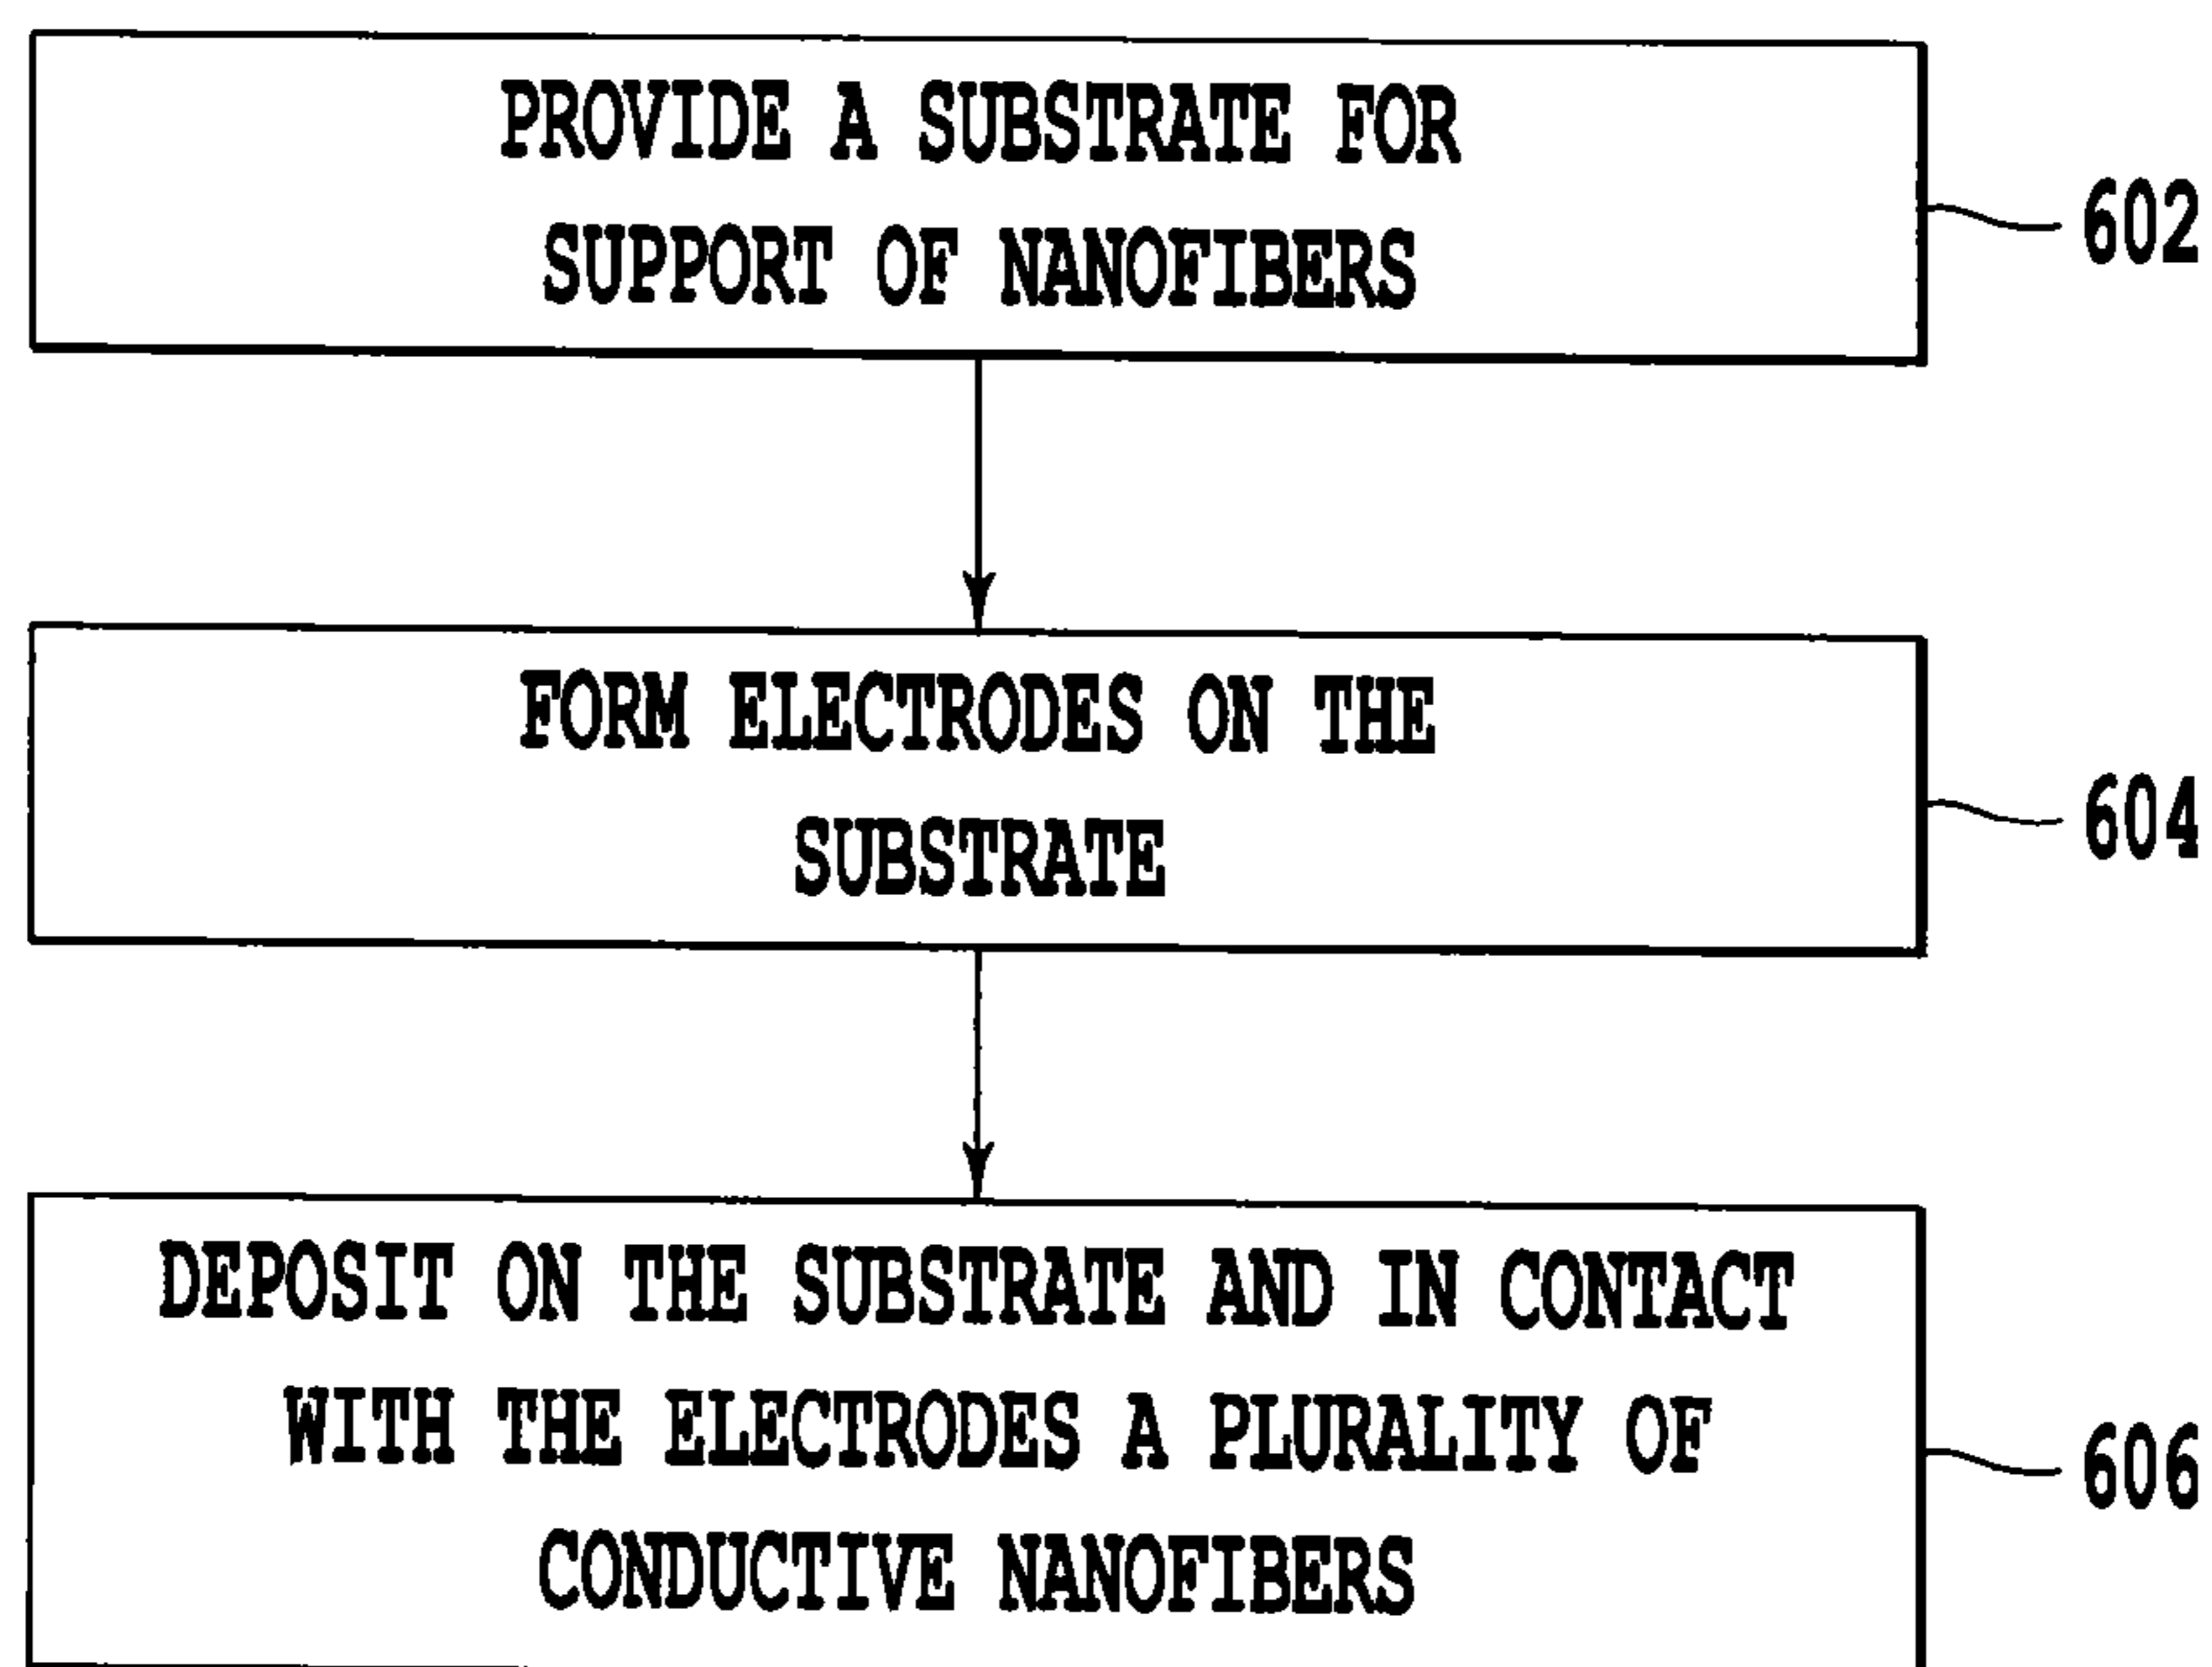 PROVIDE A SUBSTRATE FOR
SUPPORT OF NANOFIBERS
602
FORM ELECTRODES ON THE
SUBSTRATE
604
DEPOSIT ON THE SUBSTRATE AND IN CONTACT
WITH THE ELECTRODES A PLURALITY OF
CONDUCTIVE NANOFIBERS
606